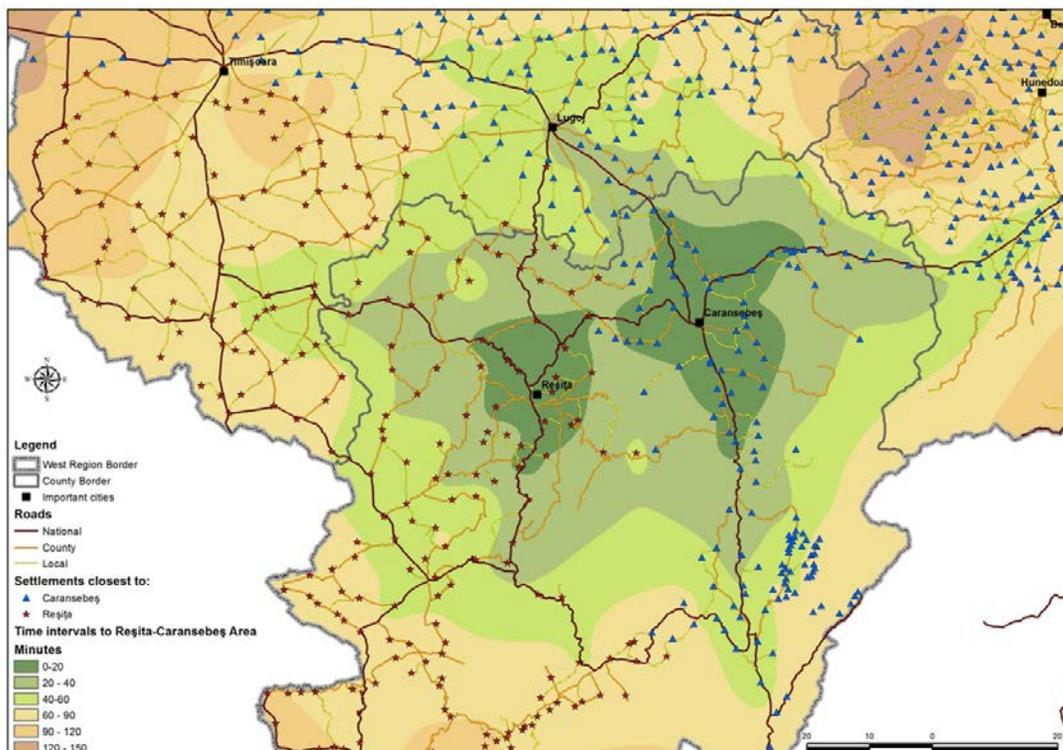 Timişoara
Hunedoa
Lugoj
Caransebeş
Reşiţa
N
W E
S
Legend
West Region Border
County Border
Important cities
Roads
National
County
Local
Settlements closest to:
Caransebeş
Reşiţa
Time intervals to Reşita-Caransebeş Area
Minutes
0-20
20 - 40
40-60
60 - 90
90 - 120
120 - 150
20 10 0 20